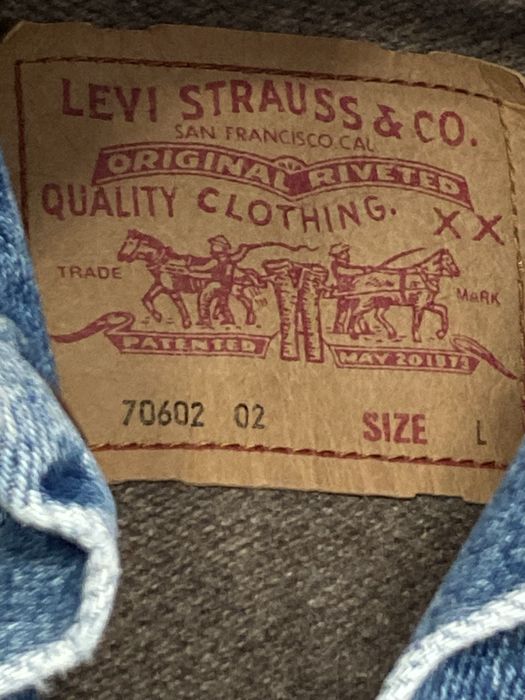 LEVI STRAUSS & CO.
SAN FRANCISCO.CAL
ORIGINAL RIVETED
QUALITY CLOTHING. XX
TRADE MARK
PATENTED MAY 20 1873
70602 02 SIZE L